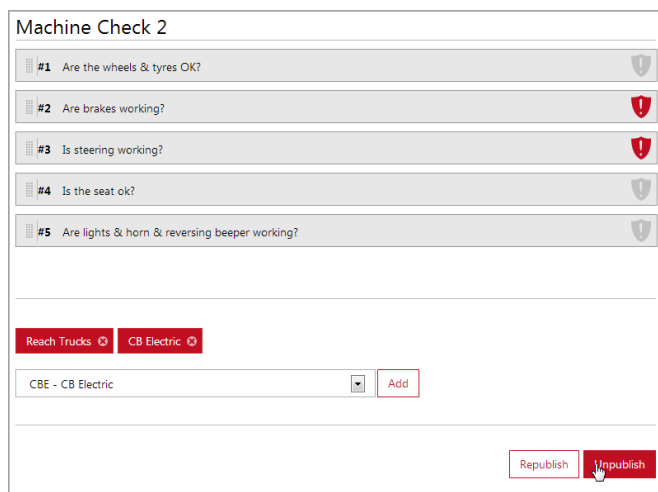 Machine Check 2
#1 Are the wheels & tyres OK?
#2 Are brakes working?
#3 Is steering working?
#4 Is the seat ok?
#5 Are lights & horn & reversing beeper working?
Reach Trucks CB Electric
CBE - CB Electric Add
Republish Unpublish